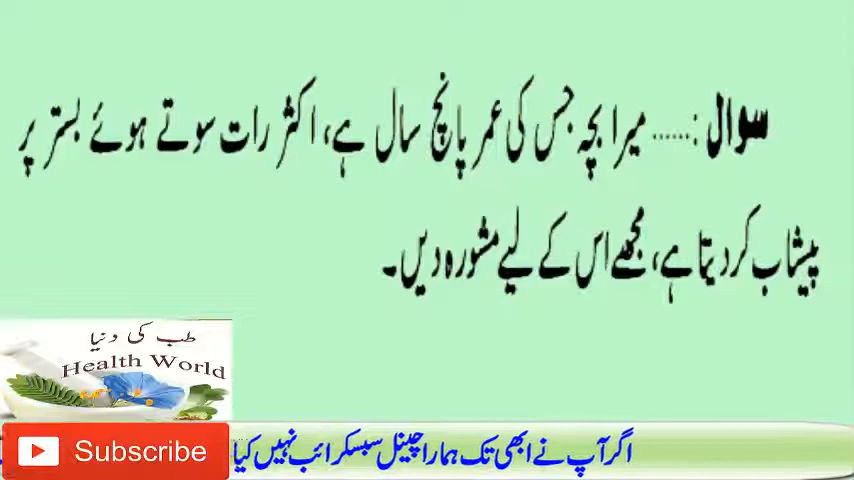 سوال :...... میرا بچہ جس کی عمر پانچ سال ہے، اکثر رات سوتے ہوئے بستر پر
پیشاب کر دیتا ہے، مجھے اس کے لیے مشورہ دیں۔
طب کی دنیا
Health World
Subscribe
اگر آپ نے ابھی تک ہمارا چینل سبسکرائب نہیں کیا